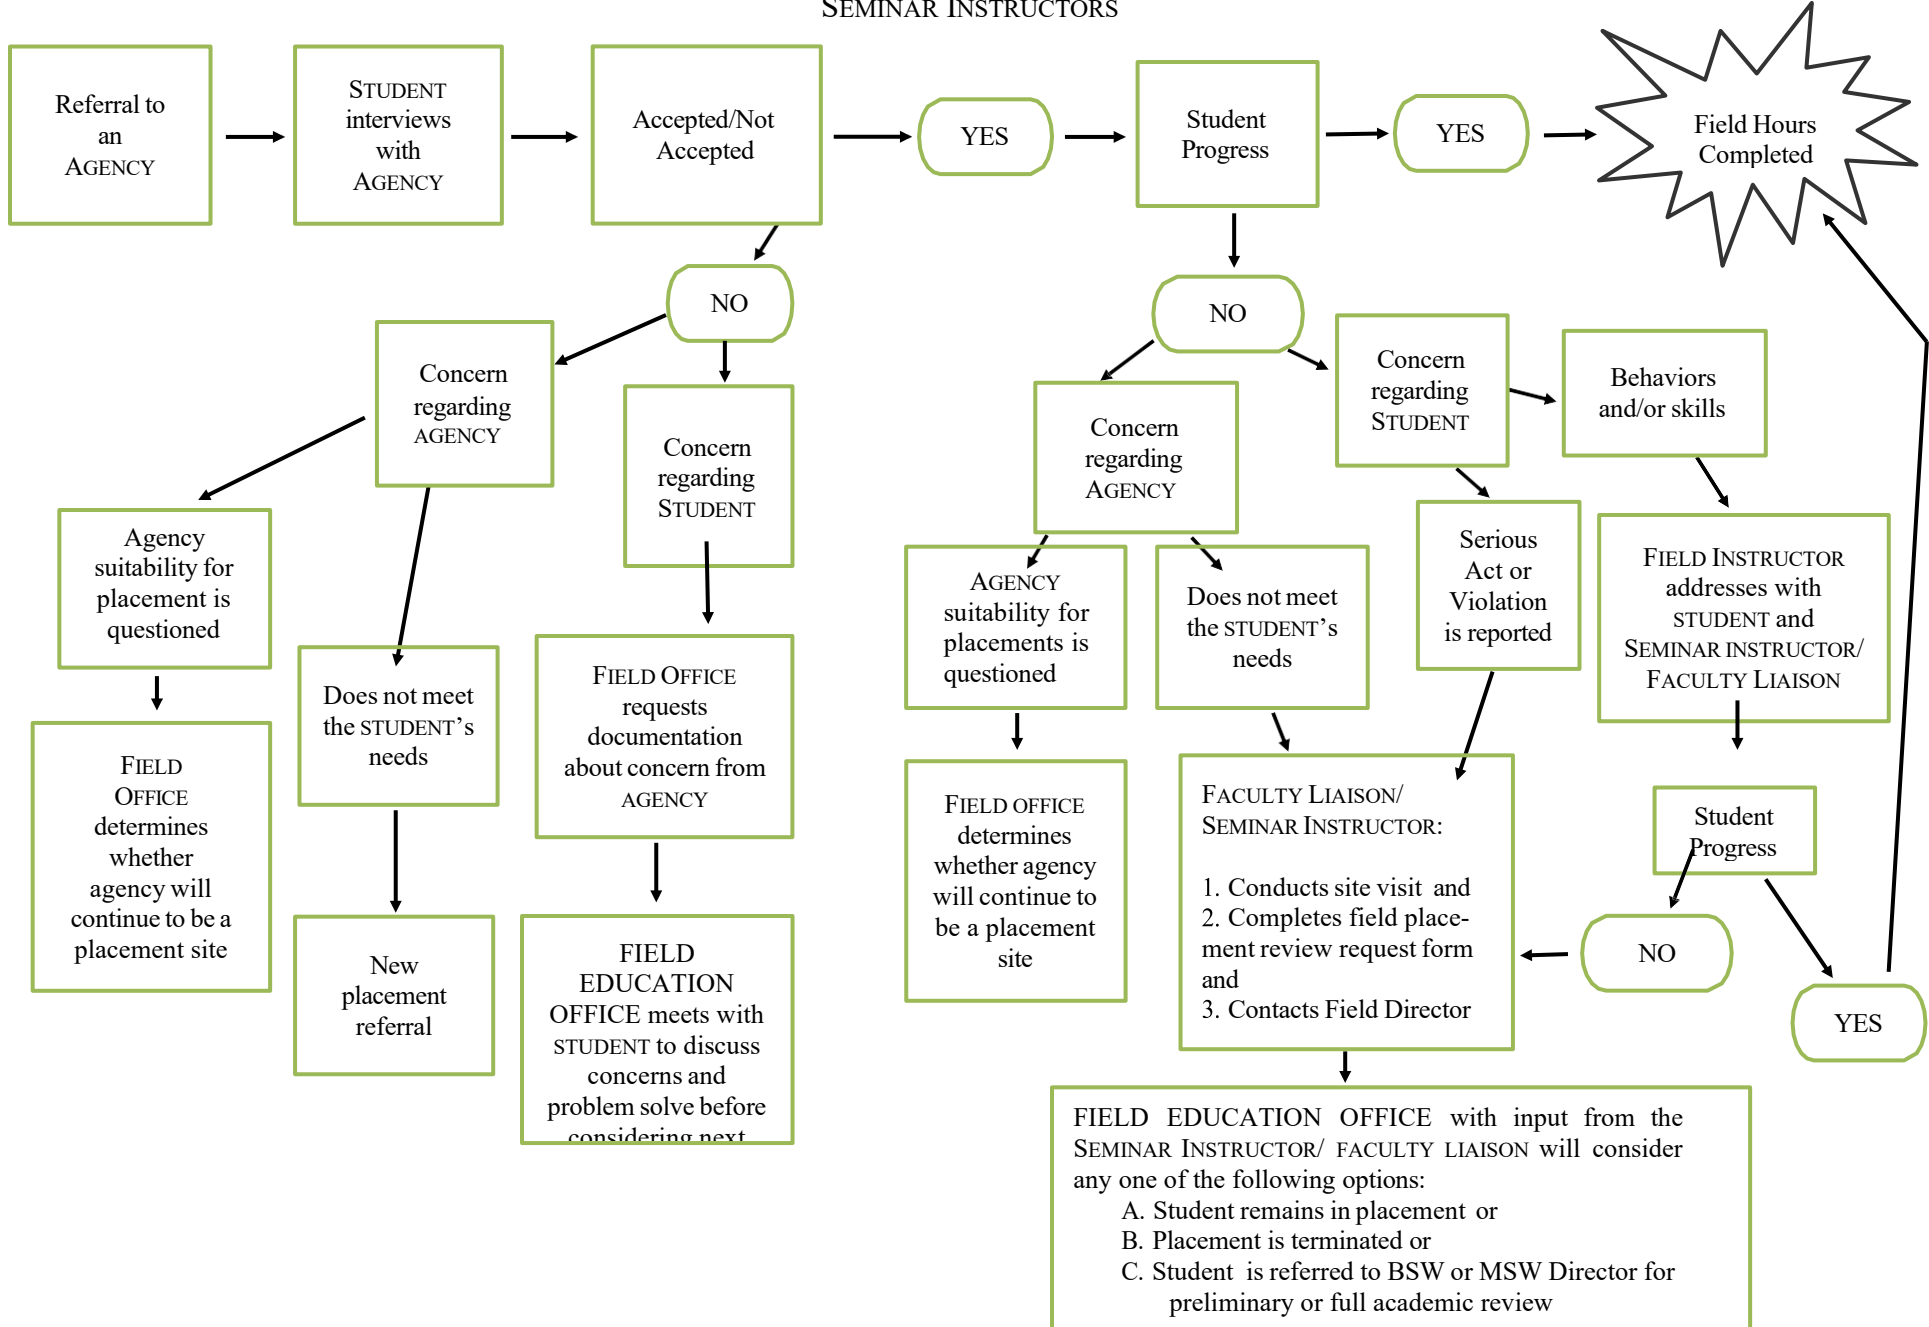 SEMINAR INSTRUCTORS
Referral to
an
AGENCY
STUDENT
interviews
with
AGENCY
Accepted/Not
Accepted
YES
Student
Progress
YES
Field Hours
Completed
NO
Concern
regarding
AGENCY
Concern
regarding
STUDENT
Agency
suitability for
placement is
questioned
FIELD
OFFICE
determines
whether
agency will
continue to be a
placement site
Does not meet
the STUDENT's
needs
New
placement
referral
FIELD OFFICE
requests
documentation
about concern from
AGENCY
FIELD
EDUCATION
OFFICE meets with
STUDENT to discuss
concerns and
problem solve before
considering next
NO
Concern
regarding
AGENCY
Concern
regarding
STUDENT
Behaviors
and/or skills
AGENCY
suitability for
placements is
questioned
Does not meet
the STUDENT's
needs
Serious
Act or
Violation
is reported
FIELD INSTRUCTOR
addresses with
STUDENT and
SEMINAR INSTRUCTOR/
FACULTY LIAISON
FIELD OFFICE
determines
whether agency
will continue to
be a placement
site
FACULTY LIAISON/
SEMINAR INSTRUCTOR:
1. Conducts site visit and
2. Completes field place-
ment review request form
and
3. Contacts Field Director
Student
Progress
NO
YES
FIELD EDUCATION OFFICE with input from the
SEMINAR INSTRUCTOR/ FACULTY LIAISON will consider
any one of the following options:
A. Student remains in placement or
B. Placement is terminated or
C. Student is referred to BSW or MSW Director for
preliminary or full academic review